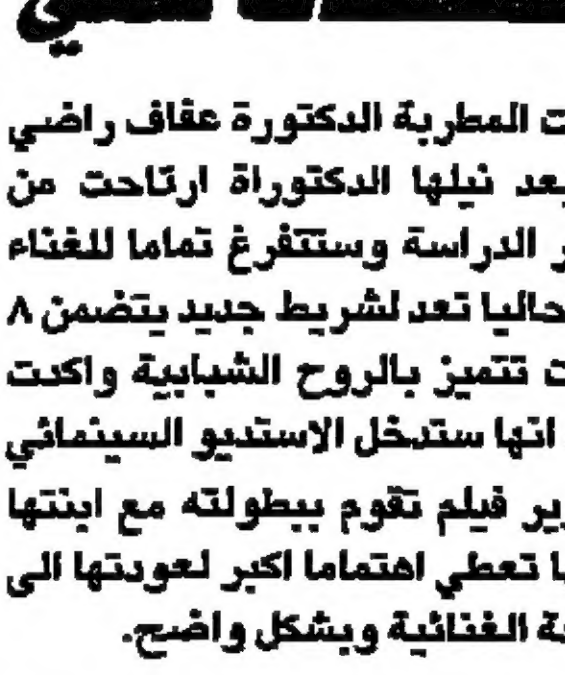 ت المطربة الدكتورة عفاف راضي
بعد نيلها الدكتوراة ارتاحت من
ر الدراسة وستتفرغ تماما للغناء
حاليا تعد لشريط جديد يتضمن ٨
ت تتميز بالروح الشبابية واكدت
انها ستدخل الاستديو السينمائي
ير فيلم تقوم ببطولته مع ابنتها
ا تعطي اهتماما اكبر لعودتها الى
ة الغنائية وبشكل واضح.